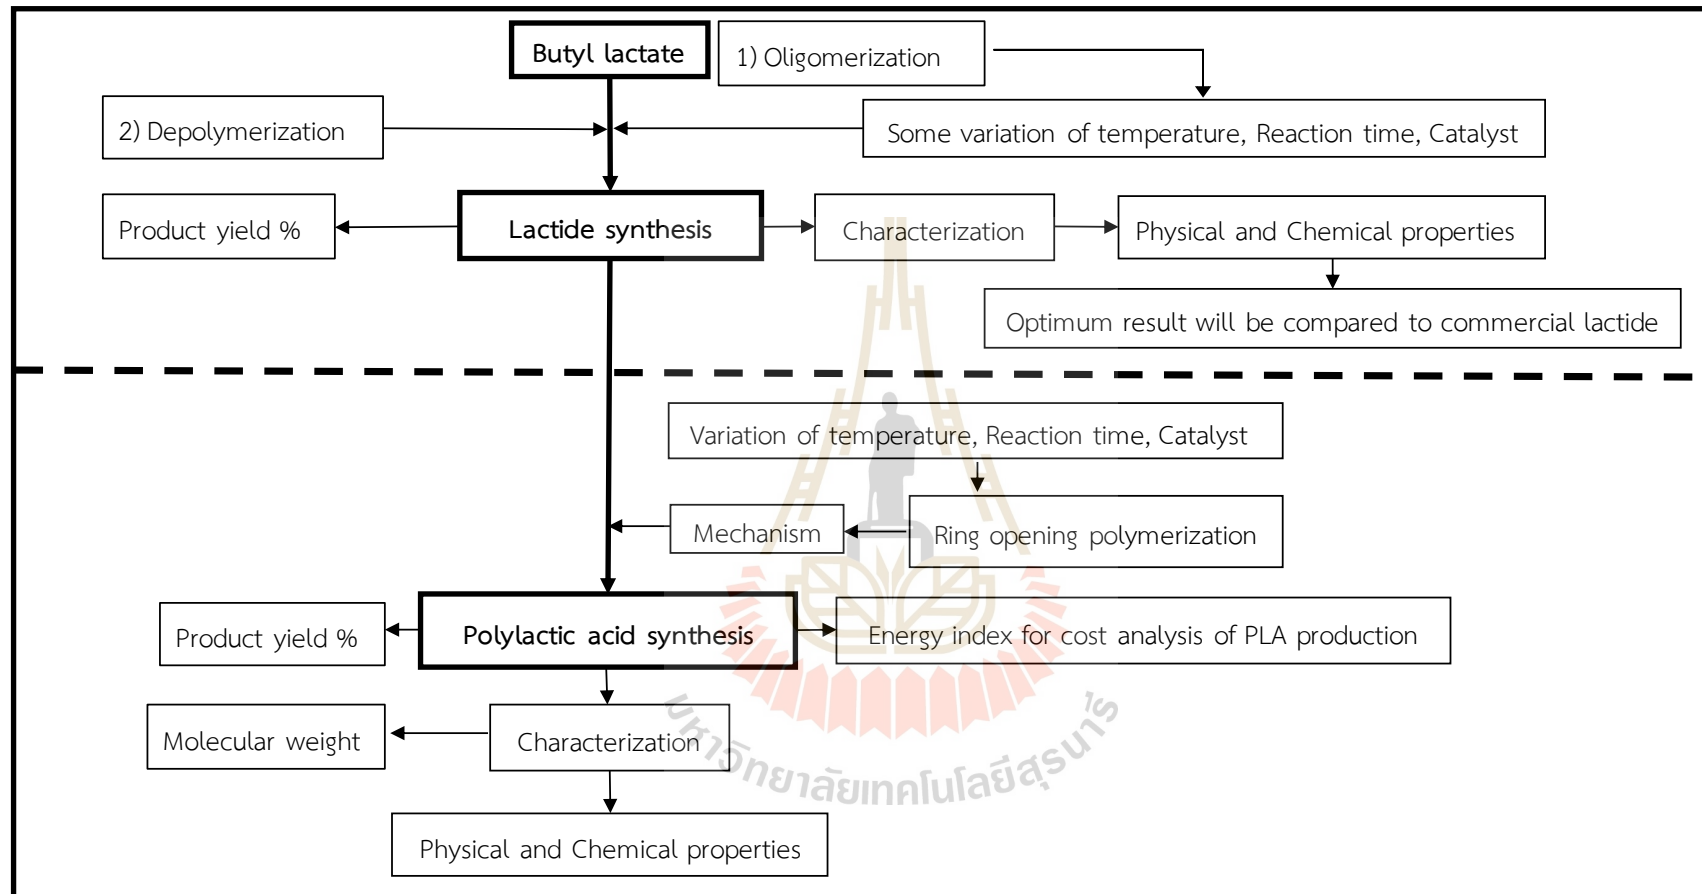 Butyl lactate
1) Oligomerization
2) Depolymerization
Some variation of temperature, Reaction time, Catalyst
Product yield %
Lactide synthesis
Characterization
Physical and Chemical properties
Optimum result will be compared to commercial lactide
Variation of temperature, Reaction time, Catalyst
Mechanism
Ring opening polymerization
Product yield %
Polylactic acid synthesis
Energy index for cost analysis of PLA production
Molecular weight
Characterization
มหาวิทยาลัยเทคโนโลยีสุรนารี
Physical and Chemical properties